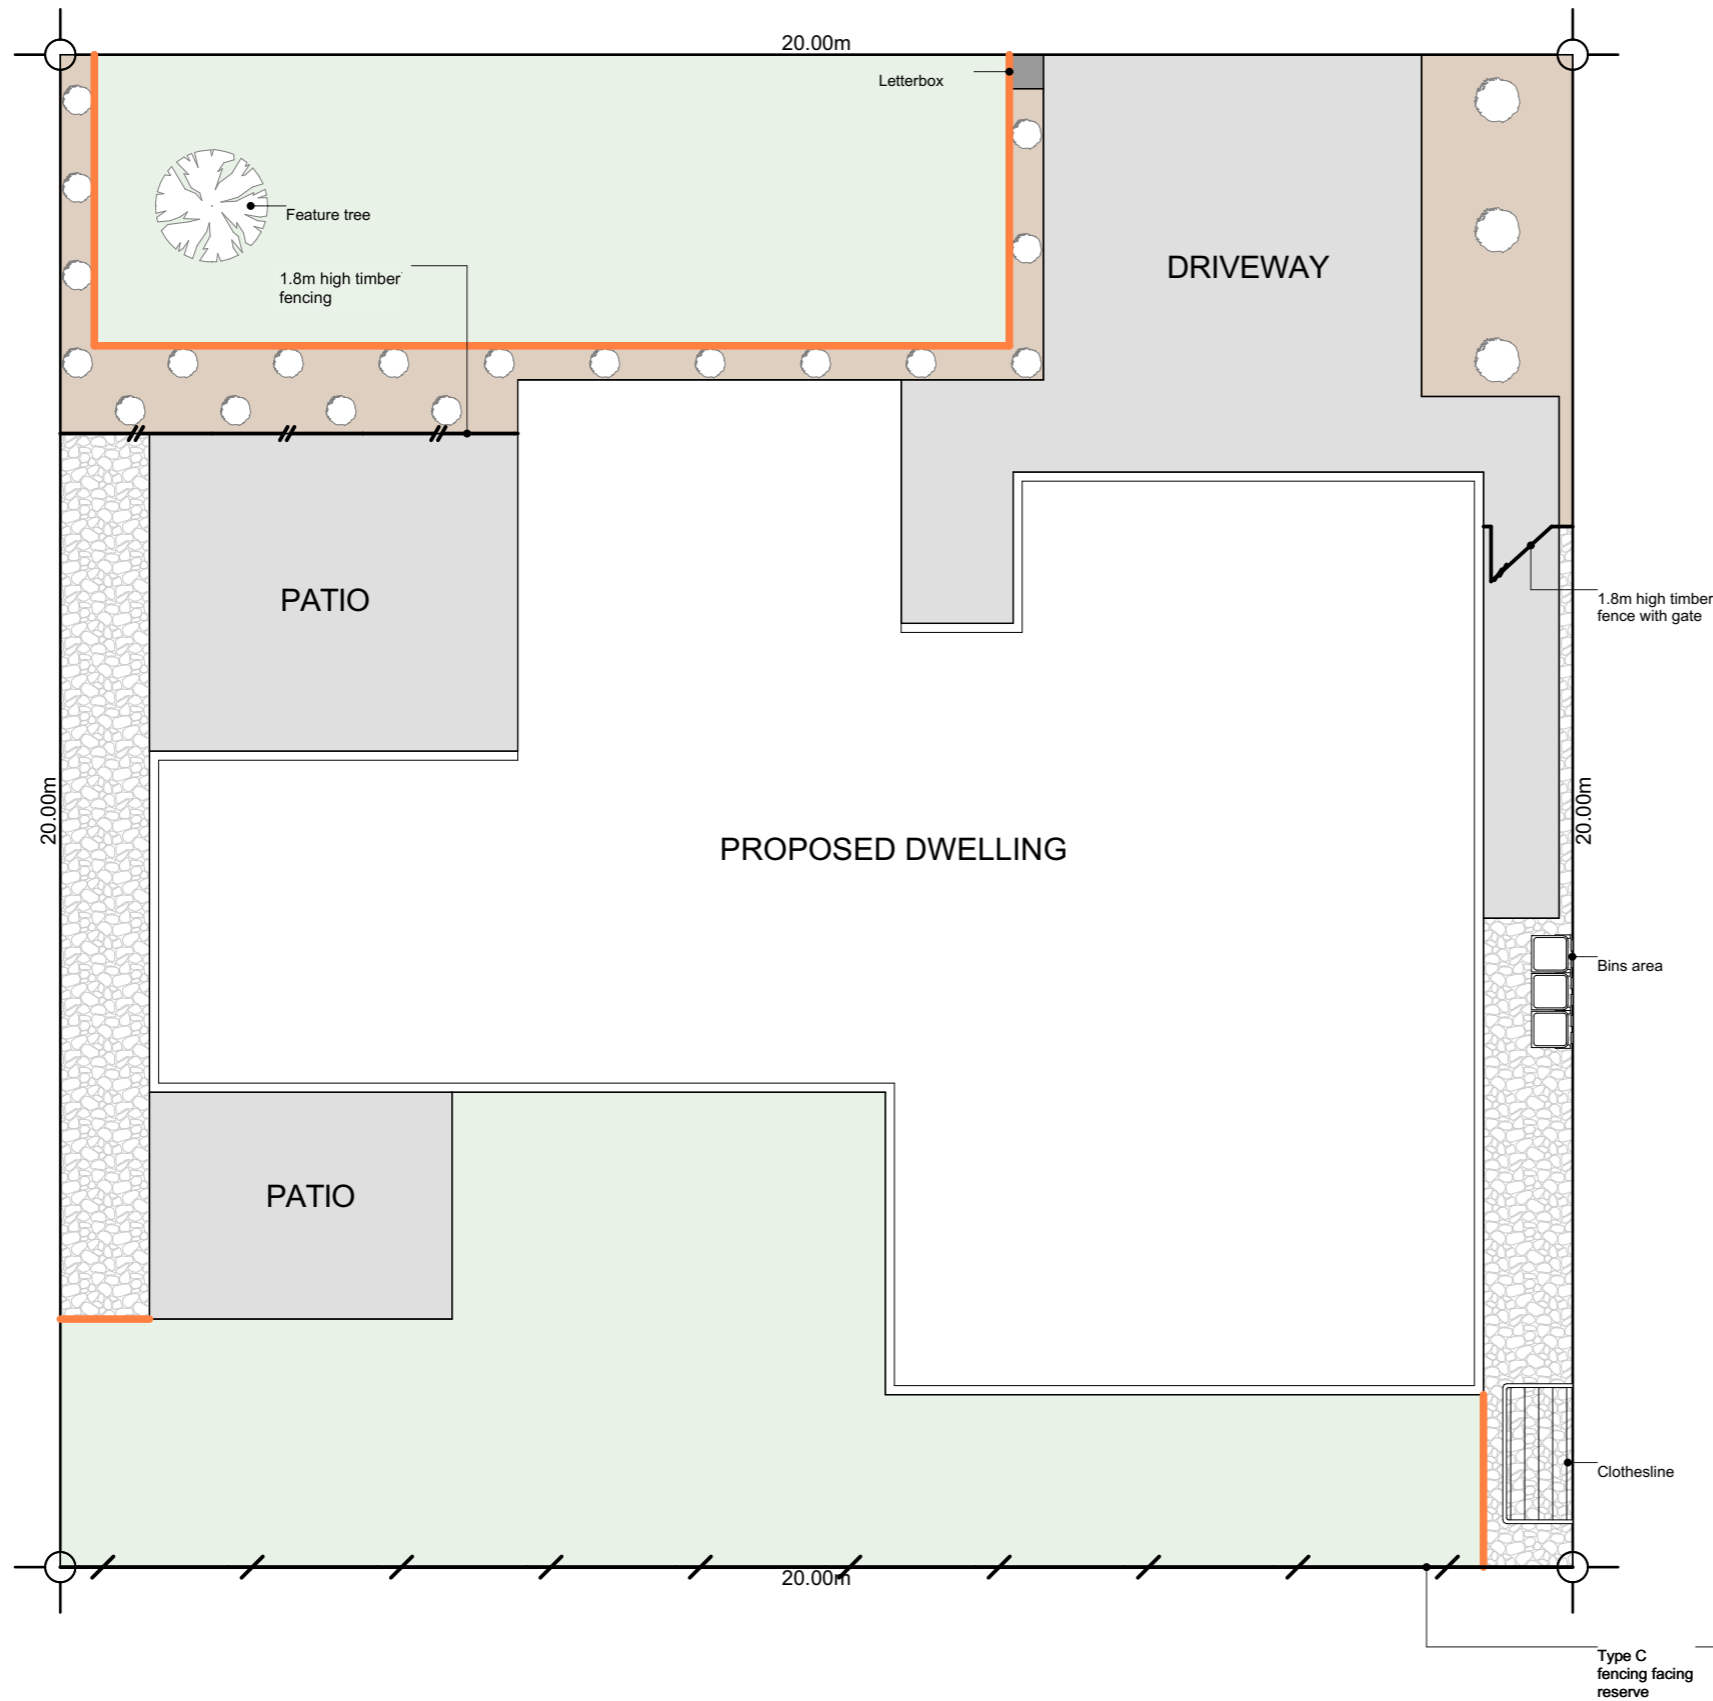 20.00m
Letterbox
Feature tree
DRIVEWAY
1.8m high timber
fencing
PATIO
1.8m high timber
fence with gate
20.00m
20.00m
PROPOSED DWELLING
Bins area
PATIO
Clothesline
20.00m
Type C
fencing facing
reserve